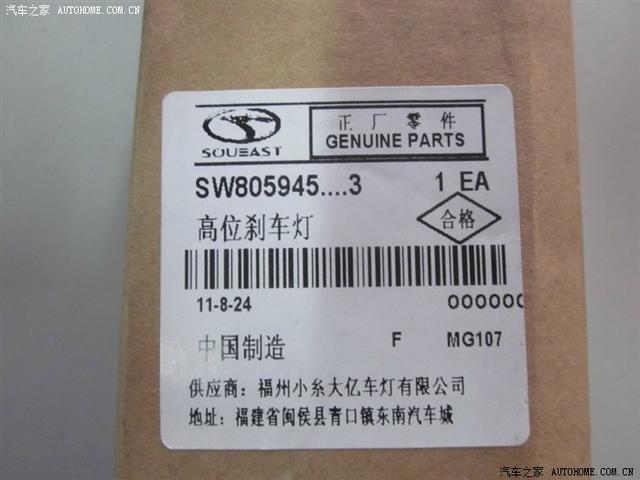 汽车之家 AUTOHOME.COM.CN
SOUEAST
正厂零件
GENUINE PARTS
SW805945....3 1 EA
高位刹车灯 合格
11-8-24 000000
中国制造 F MG107
供应商：福州小糸大亿车灯有限公司
地址：福建省闽侯县青口镇东南汽车城
汽车之家 AUTOHOME.COM.CN